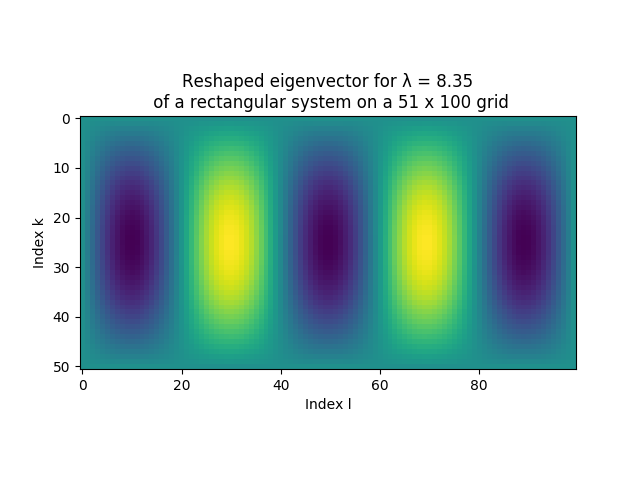 Reshaped eigenvector for λ = 8.35
of a rectangular system on a 51 x 100 grid
0
10
20
30
40
50
Index k
0 20 40 60 80
Index l